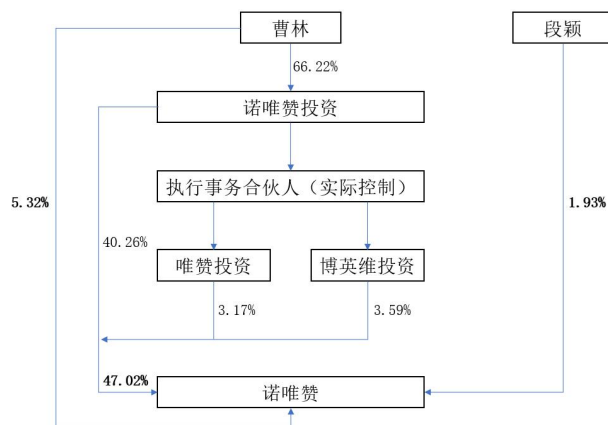 曹林
段颖
66.22%
诺唯赞投资
执行事务合伙人（实际控制）
5.32%
1.93%
40.26%
唯赞投资
博英维投资
3.17%
3.59%
47.02%
诺唯赞